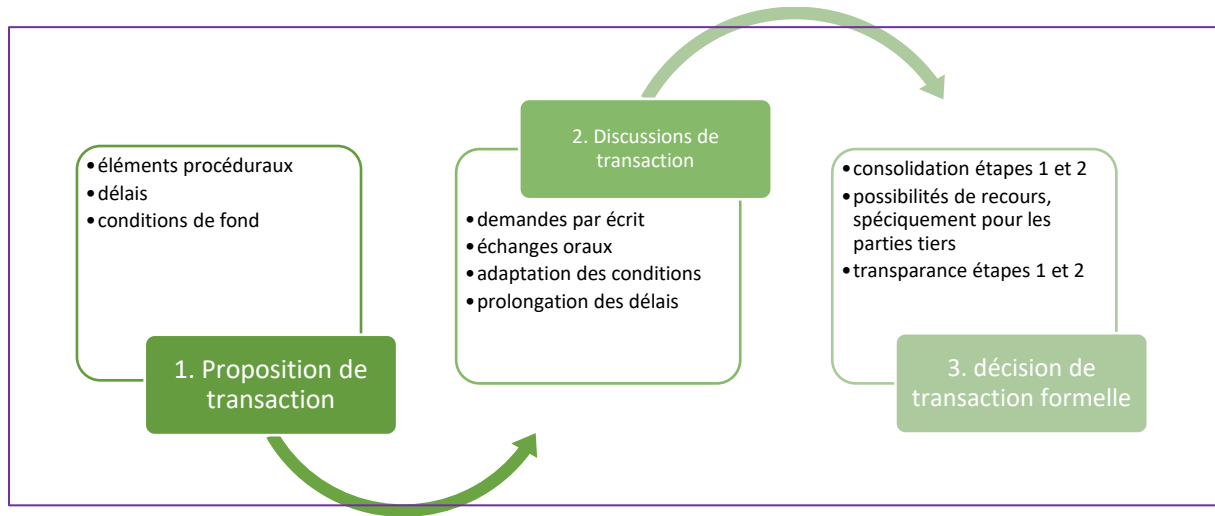 • éléments procéduraux
• délais
• conditions de fond
1. Proposition de
transaction
2. Discussions de
transaction
• demandes par écrit
• échanges oraux
• adaptation des conditions
• prolongation des délais
• consolidation étapes 1 et 2
• possibilités de recours,
spéciquement pour les
parties tiers
• transparance étapes 1 et 2
3. décision de
transaction formelle